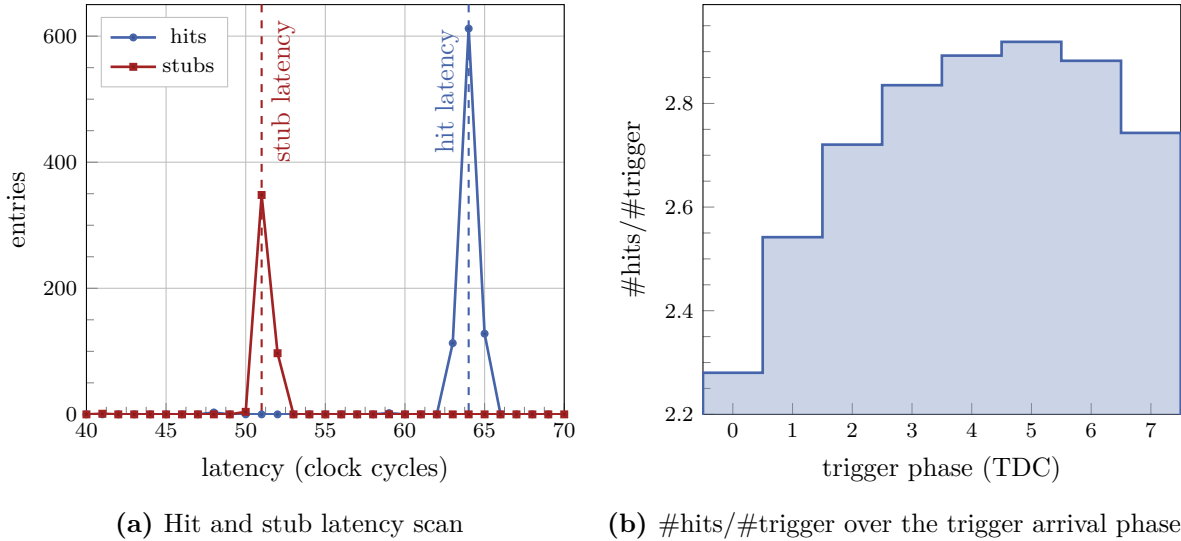 hits
stubs
stub latency
hit latency
600
400
200
0
entries
40 45 50 55 60 65 70
latency (clock cycles)
(a) Hit and stub latency scan
2.8
2.6
2.4
2.2
#hits/#trigger
0 1 2 3 4 5 6 7
trigger phase (TDC)
(b) #hits/#trigger over the trigger arrival phase